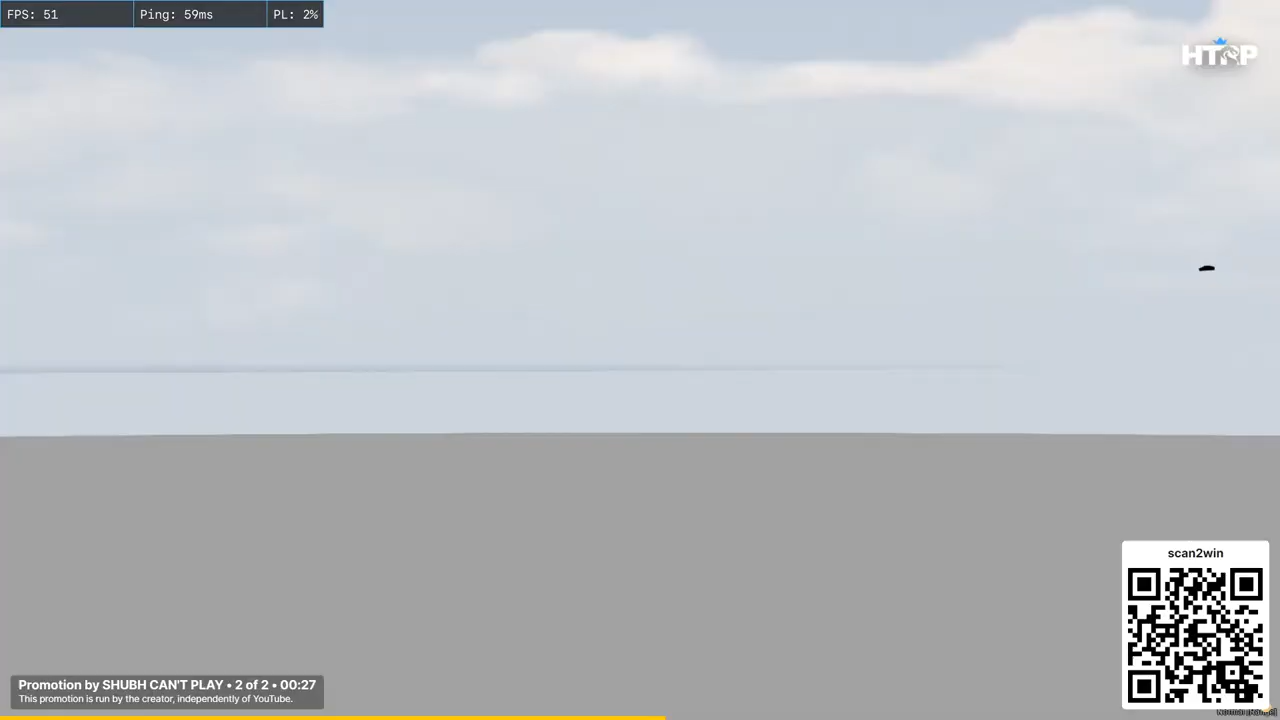 FPS: 51 Ping: 59ms PL: 2%
HTRP
scan2win
Promotion by SHUBH CAN'T PLAY • 2 of 2 • 00:27
This promotion is run by the creator, independently of YouTube.